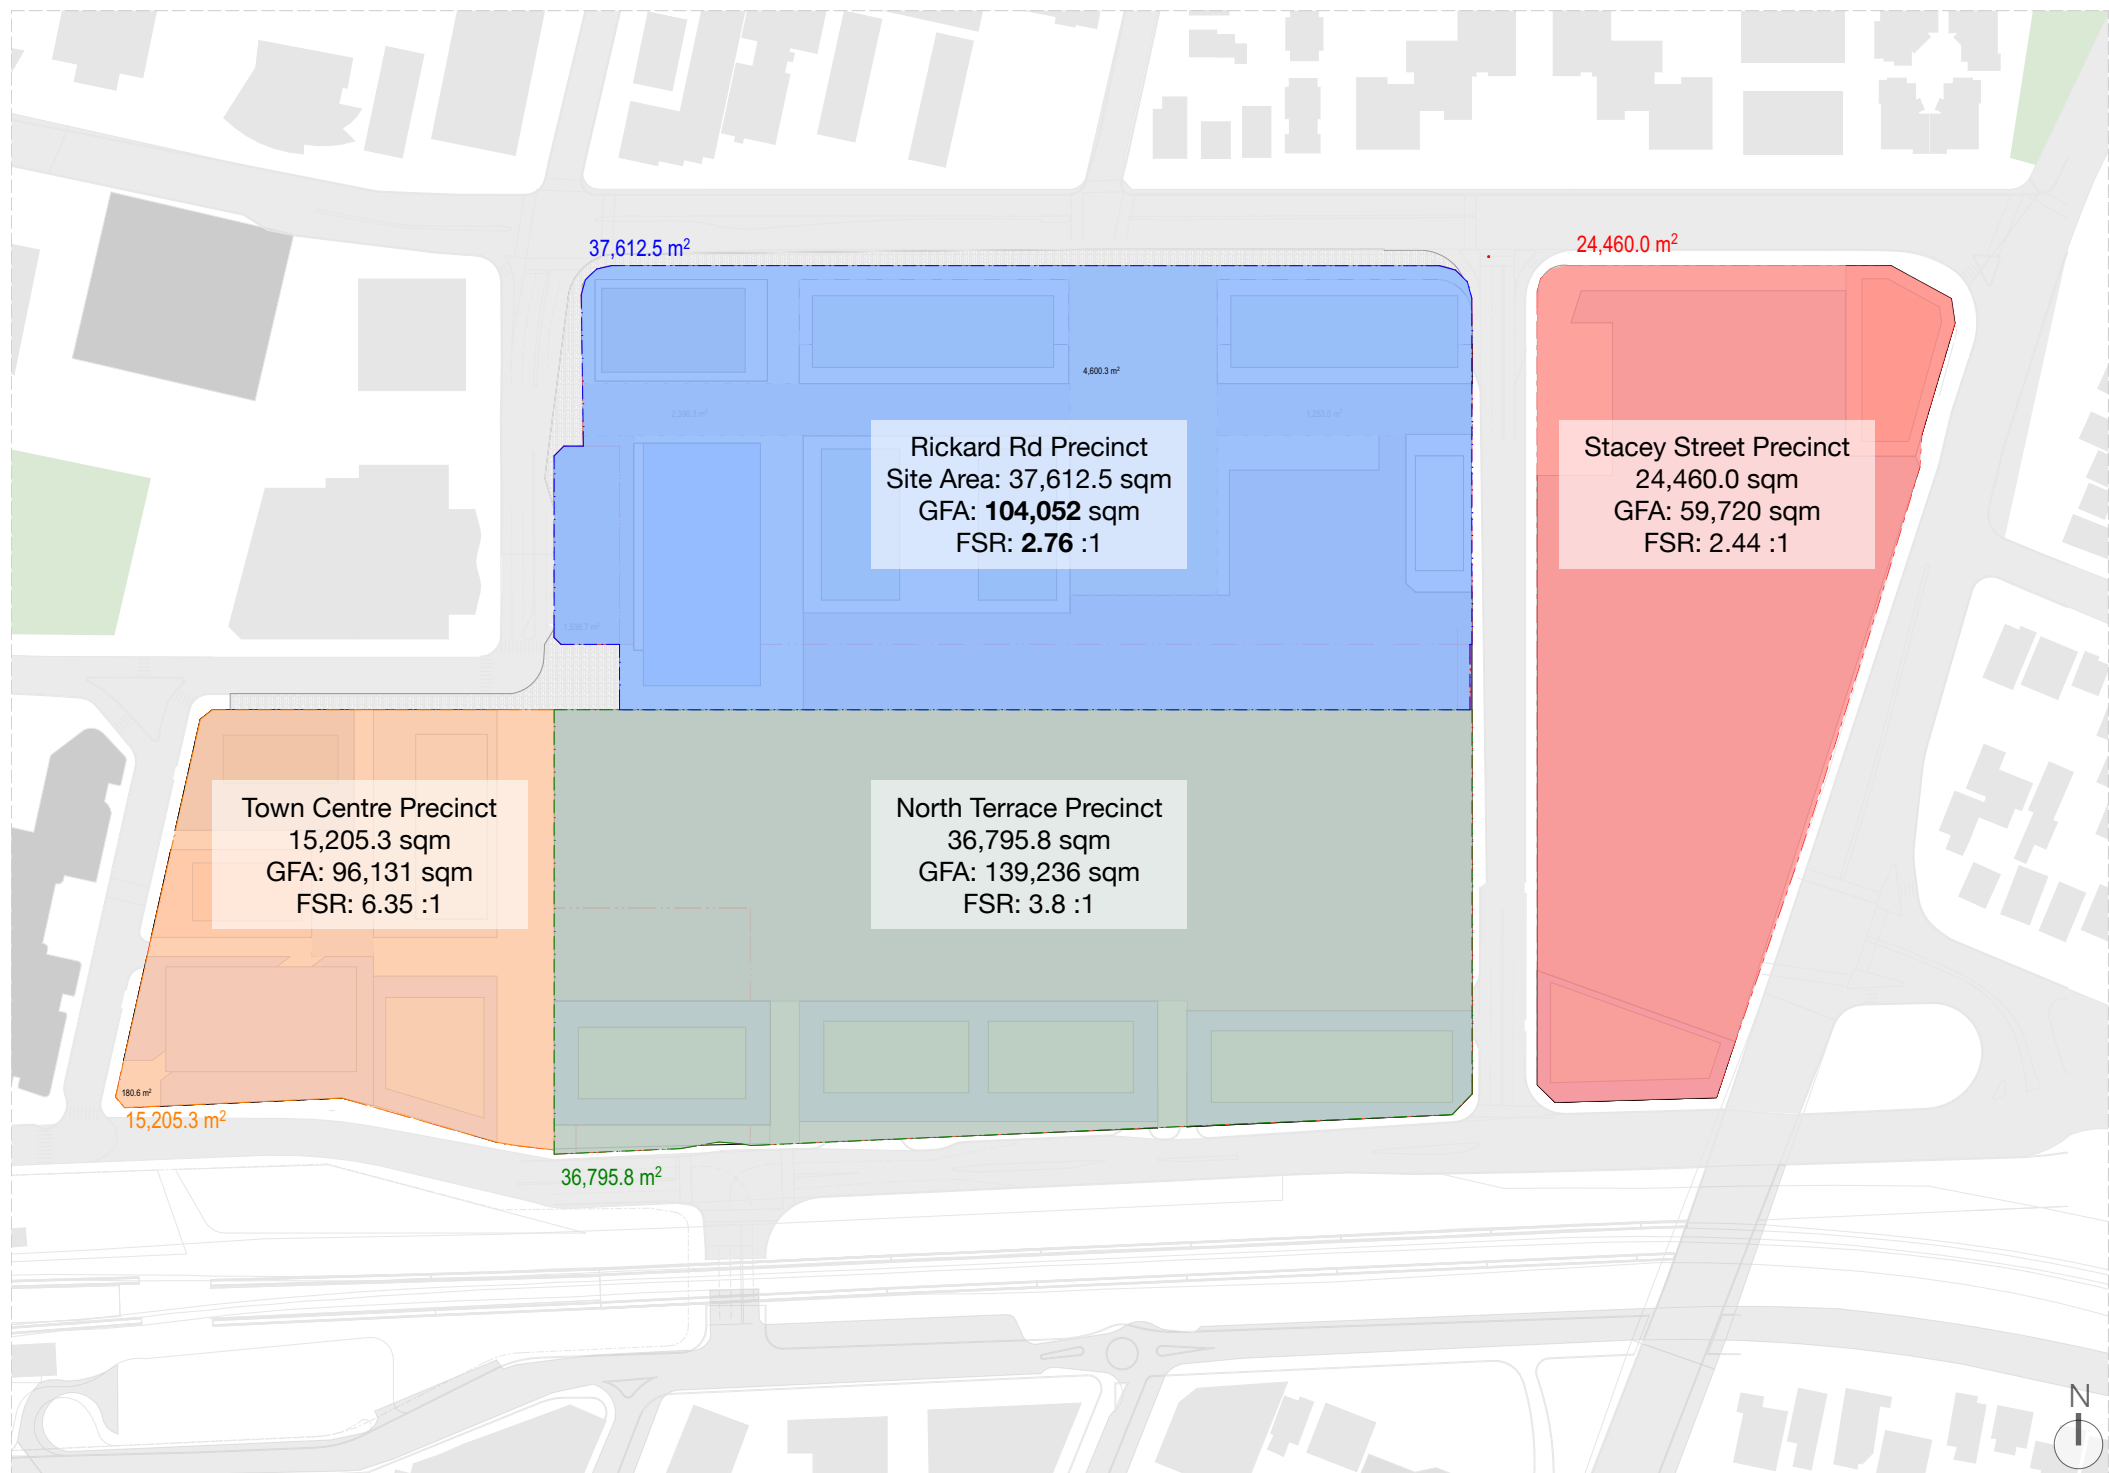 37,612.5 m²
24,460.0 m²
4,600.3 m²
Rickard Rd Precinct
Site Area: 37,612.5 sqm
GFA: 104,052 sqm
FSR: 2.76 :1
Stacey Street Precinct
24,460.0 sqm
GFA: 59,720 sqm
FSR: 2.44 :1
Town Centre Precinct
15,205.3 sqm
GFA: 96,131 sqm
FSR: 6.35 :1
North Terrace Precinct
36,795.8 sqm
GFA: 139,236 sqm
FSR: 3.8 :1
180.6 m²
15,205.3 m²
36,795.8 m²
N